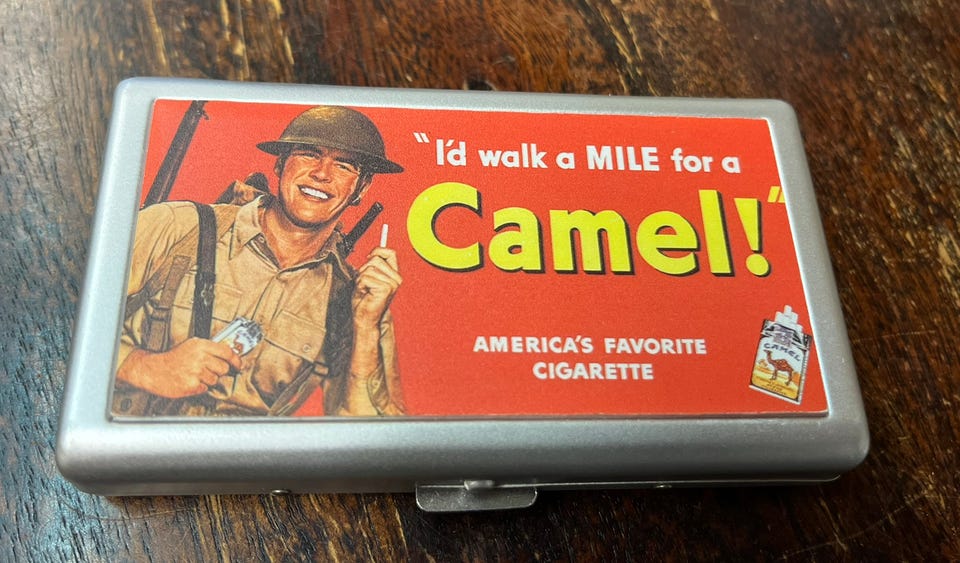 "I'd walk a MILE for a
Camel!"
AMERICA'S FAVORITE
CIGARETTE
CAMEL